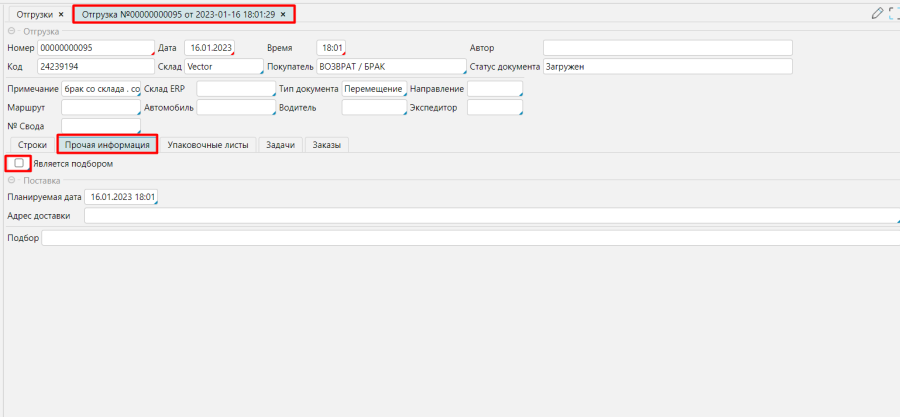 Отгрузки × Отгрузка №00000000095 от 2023-01-16 18:01:29 ×
Отгрузка
Номер 00000000095 Дата 16.01.2023 Время 18:01 Автор
Код 24239194 Склад Vector Покупатель ВОЗВРАТ / БРАК Статус документа Загружен
Примечание брак со склада . со Склад ERP Тип документа Перемещение Направление
Маршрут Автомобиль Водитель Экспедитор
№ Свода
Строки Прочая информация Упаковочные листы Задачи Заказы
Является подбором
Поставка
Планируемая дата 16.01.2023 18:01
Адрес доставки
Подбор